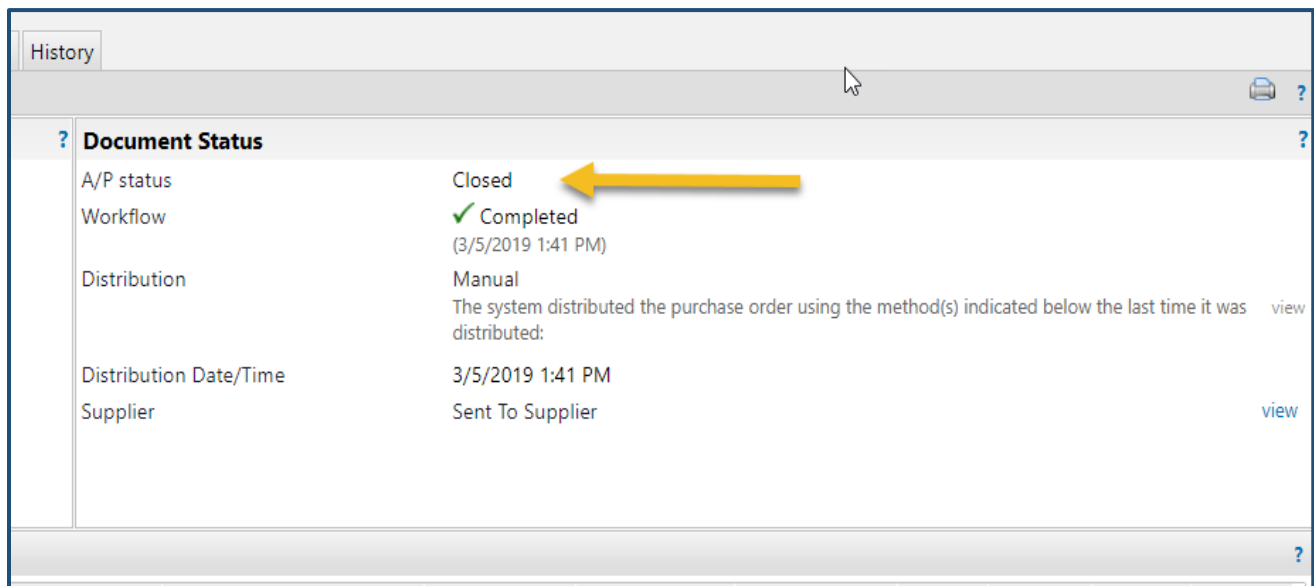 History
?
? Document Status ?
A/P status Closed
Workflow Completed
(3/5/2019 1:41 PM)
Distribution Manual
The system distributed the purchase order using the method(s) indicated below the last time it was view
distributed:
Distribution Date/Time 3/5/2019 1:41 PM
Supplier Sent To Supplier view
?